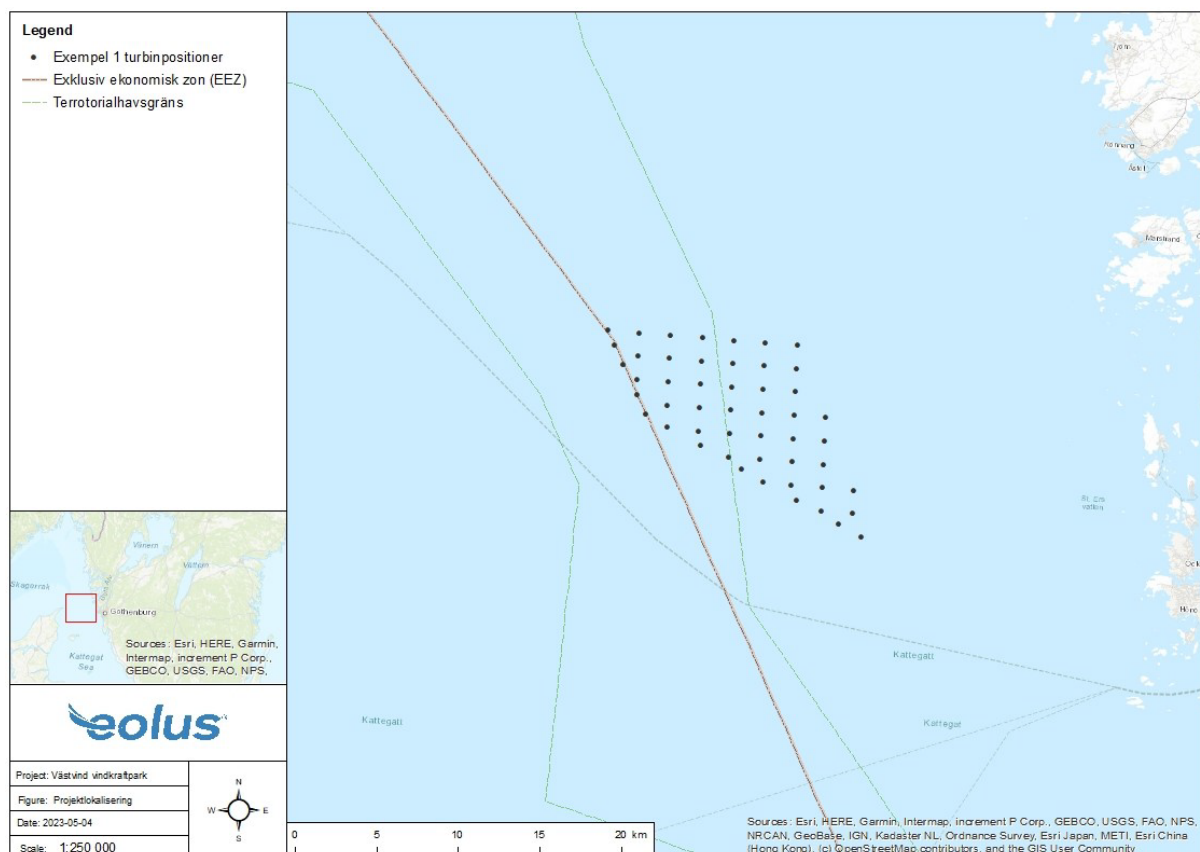 Legend
Exempel 1 turbinpositioner
Exklusiv ekonomisk zon (EEZ)
Terrotorialhavsgräns
Tjörn
Rönnäng
Marstrand
Kattegatt
Kattegat
Kattegatt
Skagerrak
Vänern
Vättern
Gothenburg
Kattegat
Sea
Sources: Esri, HERE, Garmin,
Intermap, increment P Corp.,
GEBCO, USGS, FAO, NPS,
eolus
Project: Västvind vindkraftpark
Figure: Projektlokalisering
Date: 2023-05-04
Scale: 1:250 000
N
W E
S
0 5 10 15 20 km
Sources: Esri, HERE, Garmin, Intermap, increment P Corp., GEBCO, USGS, FAO, NPS,
NRCAN, GeoBase, IGN, Kadaster NL, Ordnance Survey, Esri Japan, METI, Esri China
(Hong Kong), (c) OpenStreetMap contributors, and the GIS User Community